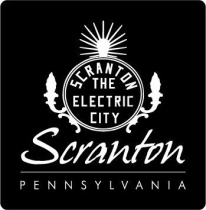 SCRANTON
THE
ELECTRIC
CITY
Scranton
PENNSYLVANIA